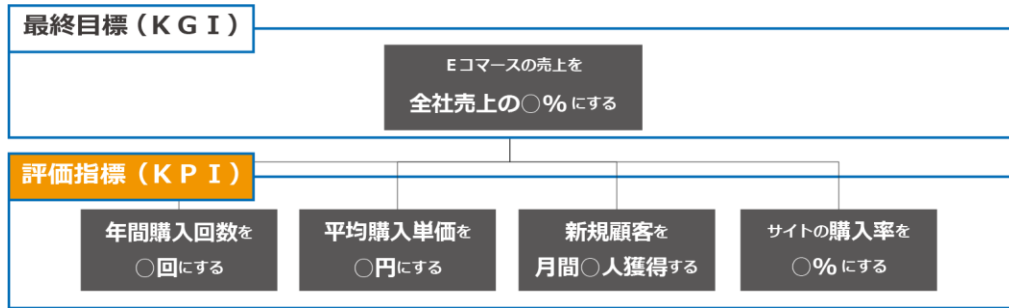 最終目標（ＫＧＩ）
Ｅコマースの売上を
全社売上の○％にする
評価指標（ＫＰＩ）
年間購入回数を
○回にする
平均購入単価を
○円にする
新規顧客を
月間○人獲得する
サイトの購入率を
○％にする